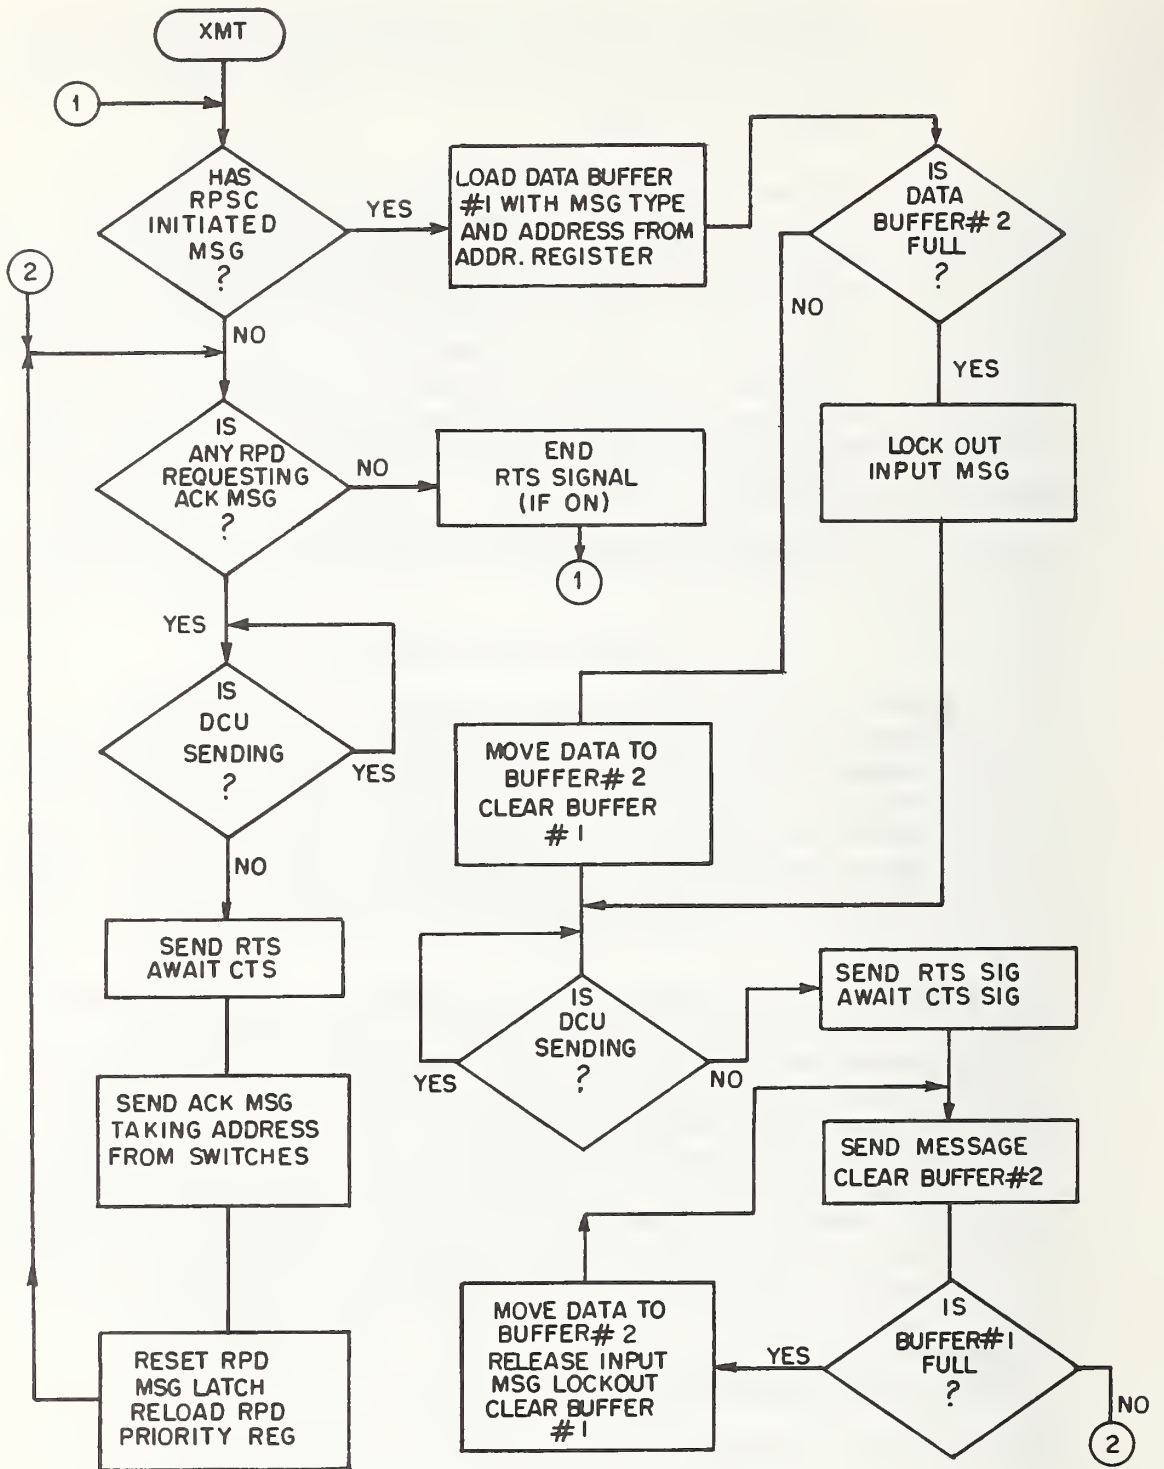 XMT
1
HAS
RPSC
INITIATED
MSG
?
YES
NO
LOAD DATA BUFFER
#1 WITH MSG TYPE
AND ADDRESS FROM
ADDR. REGISTER
IS
DATA
BUFFER# 2
FULL
?
NO
YES
LOCK OUT
INPUT MSG
2
IS
ANY RPD
REQUESTING
ACK MSG
?
NO
YES
END
RTS SIGNAL
(IF ON)
1
IS
DCU
SENDING
?
YES
NO
MOVE DATA TO
BUFFER# 2
CLEAR BUFFER
# 1
SEND RTS
AWAIT CTS
SEND ACK MSG
TAKING ADDRESS
FROM SWITCHES
RESET RPD
MSG LATCH
RELOAD RPD
PRIORITY REG
IS
DCU
SENDING
?
YES
NO
SEND RTS SIG
AWAIT CTS SIG
SEND MESSAGE
CLEAR BUFFER#2
IS
BUFFER#1
FULL
?
YES
NO
MOVE DATA TO
BUFFER# 2
RELEASE INPUT
MSG LOCKOUT
CLEAR BUFFER
# 1
2